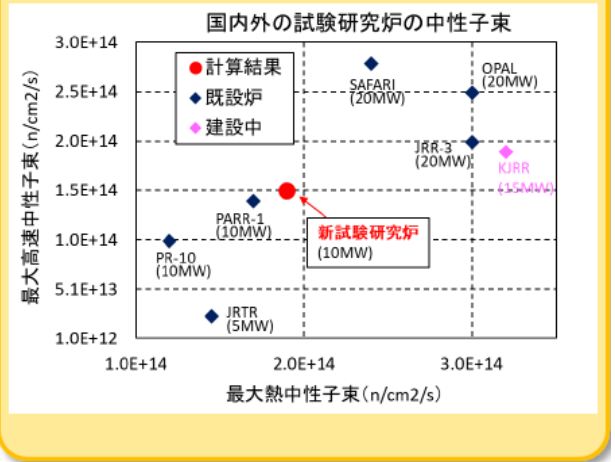 国内外の試験研究炉の中性子束
最大高速中性子束(n/cm2/s)
3.0E+14
2.5E+14
2.0E+14
1.5E+14
1.0E+14
5.1E+13
1.0E+12
計算結果
既設炉
建設中
SAFARI
(20MW)
OPAL
(20MW)
JRR-3
(20MW)
KJRR
(15MW)
PARR-1
(10MW)
新試験研究炉
(10MW)
PR-10
(10MW)
JRTR
(5MW)
1.0E+14
2.0E+14
3.0E+14
最大熱中性子束(n/cm2/s)